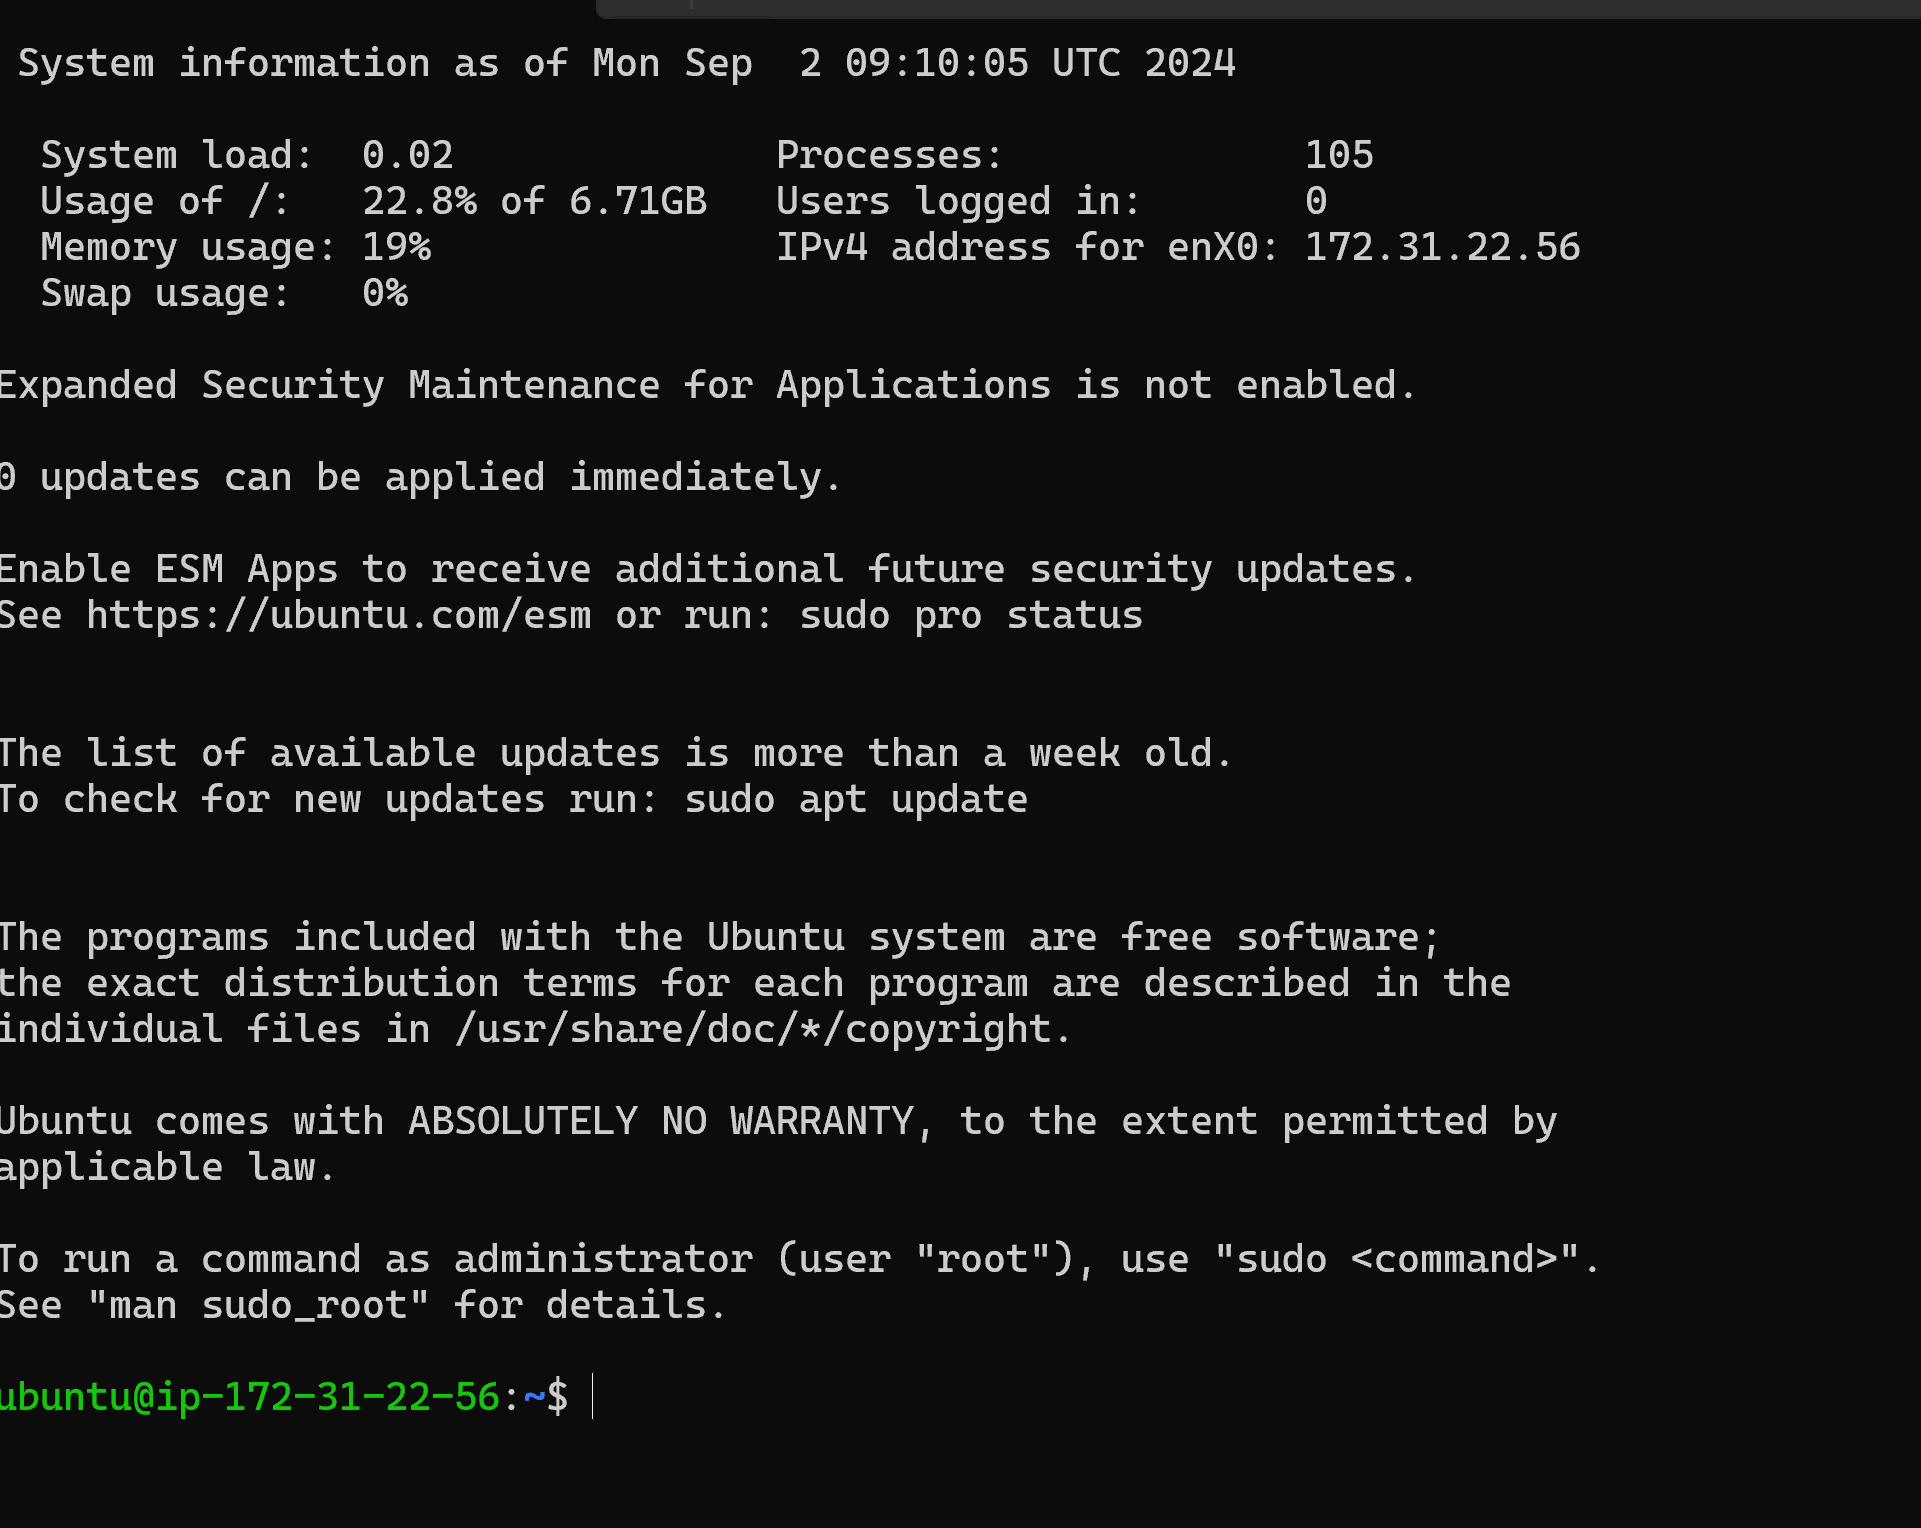 System information as of Mon Sep  2 09:10:05 UTC 2024
System load:  0.02              Processes:             105
Usage of /:   22.8% of 6.71GB   Users logged in:       0
Memory usage: 19%               IPv4 address for enX0: 172.31.22.56
Swap usage:   0%
Expanded Security Maintenance for Applications is not enabled.
0 updates can be applied immediately.
Enable ESM Apps to receive additional future security updates.
See https://ubuntu.com/esm or run: sudo pro status
The list of available updates is more than a week old.
To check for new updates run: sudo apt update
The programs included with the Ubuntu system are free software;
the exact distribution terms for each program are described in the
individual files in /usr/share/doc/*/copyright.
Ubuntu comes with ABSOLUTELY NO WARRANTY, to the extent permitted by
applicable law.
To run a command as administrator (user "root"), use "sudo <command>".
See "man sudo_root" for details.
ubuntu@ip-172-31-22-56:~$